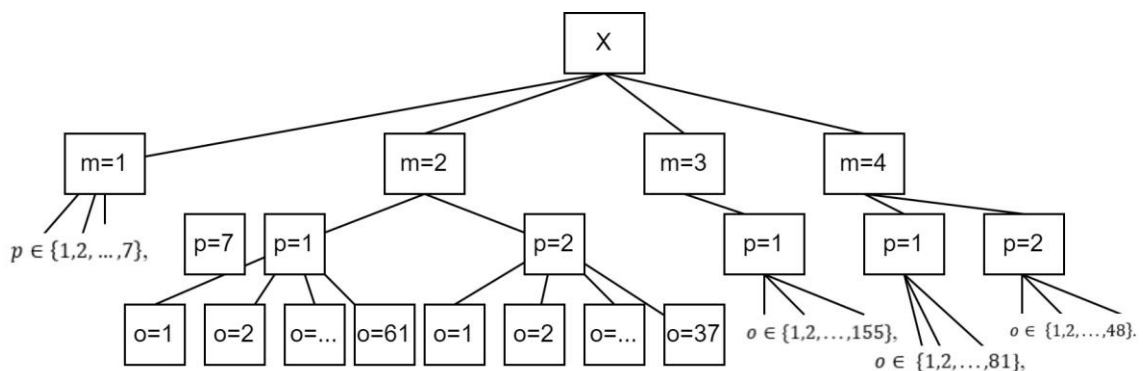 X
m=1 m=2 m=3 m=4
p ∈ {1,2, ... ,7},
p=7 p=1 p=2 p=1 p=1 p=2
o=1 o=2 o=... o=61 o=1 o=2 o=... o=37
o ∈ {1,2, ... ,155},
o ∈ {1,2, ... ,81},
o ∈ {1,2, ... ,48}.